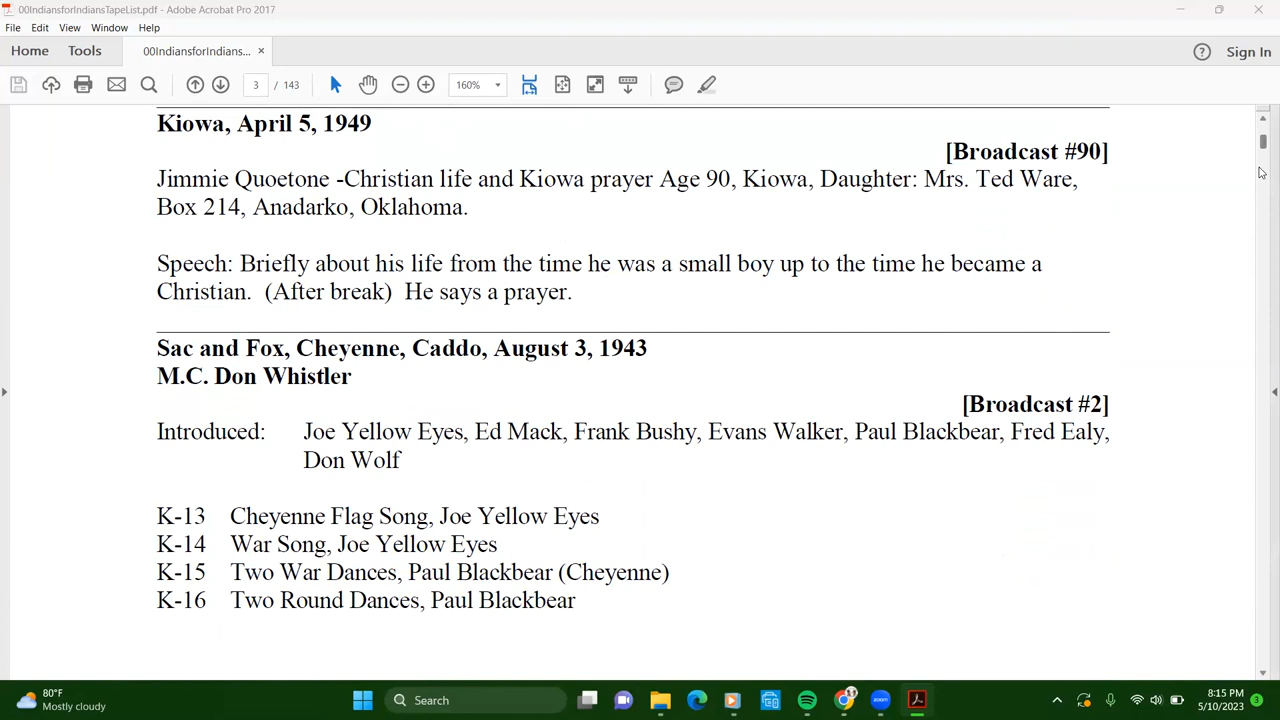 00IndiansforIndiansTapeList.pdf - Adobe Acrobat Pro 2017
File Edit View Window Help
Home Tools 00IndiansforIndians... × ? Sign In
3 / 143 160%
Kiowa, April 5, 1949
[Broadcast #90]
Jimmie Quoetone -Christian life and Kiowa prayer Age 90, Kiowa, Daughter: Mrs. Ted Ware,
Box 214, Anadarko, Oklahoma.
Speech: Briefly about his life from the time he was a small boy up to the time he became a
Christian. (After break) He says a prayer.
Sac and Fox, Cheyenne, Caddo, August 3, 1943
M.C. Don Whistler
[Broadcast #2]
Introduced: Joe Yellow Eyes, Ed Mack, Frank Bushy, Evans Walker, Paul Blackbear, Fred Ealy,
Don Wolf
K-13 Cheyenne Flag Song, Joe Yellow Eyes
K-14 War Song, Joe Yellow Eyes
K-15 Two War Dances, Paul Blackbear (Cheyenne)
K-16 Two Round Dances, Paul Blackbear
80°F
Mostly cloudy
Search
zoom
8:15 PM
5/10/2023
3